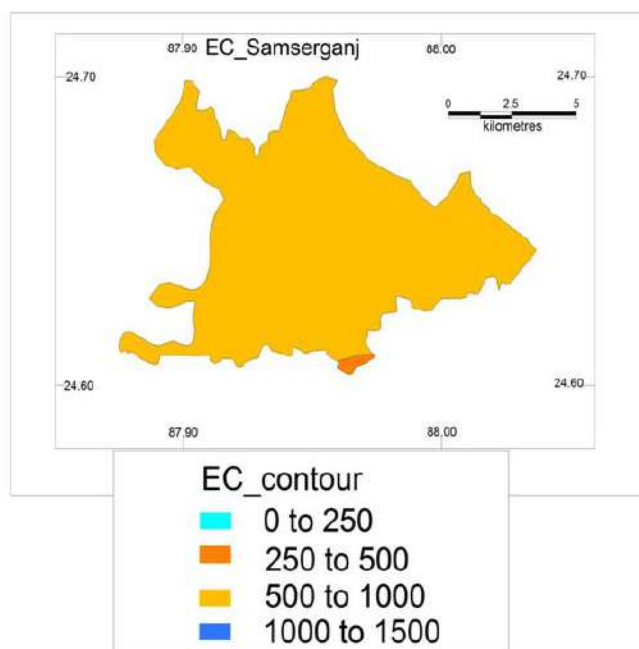 87.90 88.00
EC_Samserganj
24.70 24.70
0 2.5 5
kilometres
24.60 24.60
87.90 88.00
EC_contour
0 to 250
250 to 500
500 to 1000
1000 to 1500